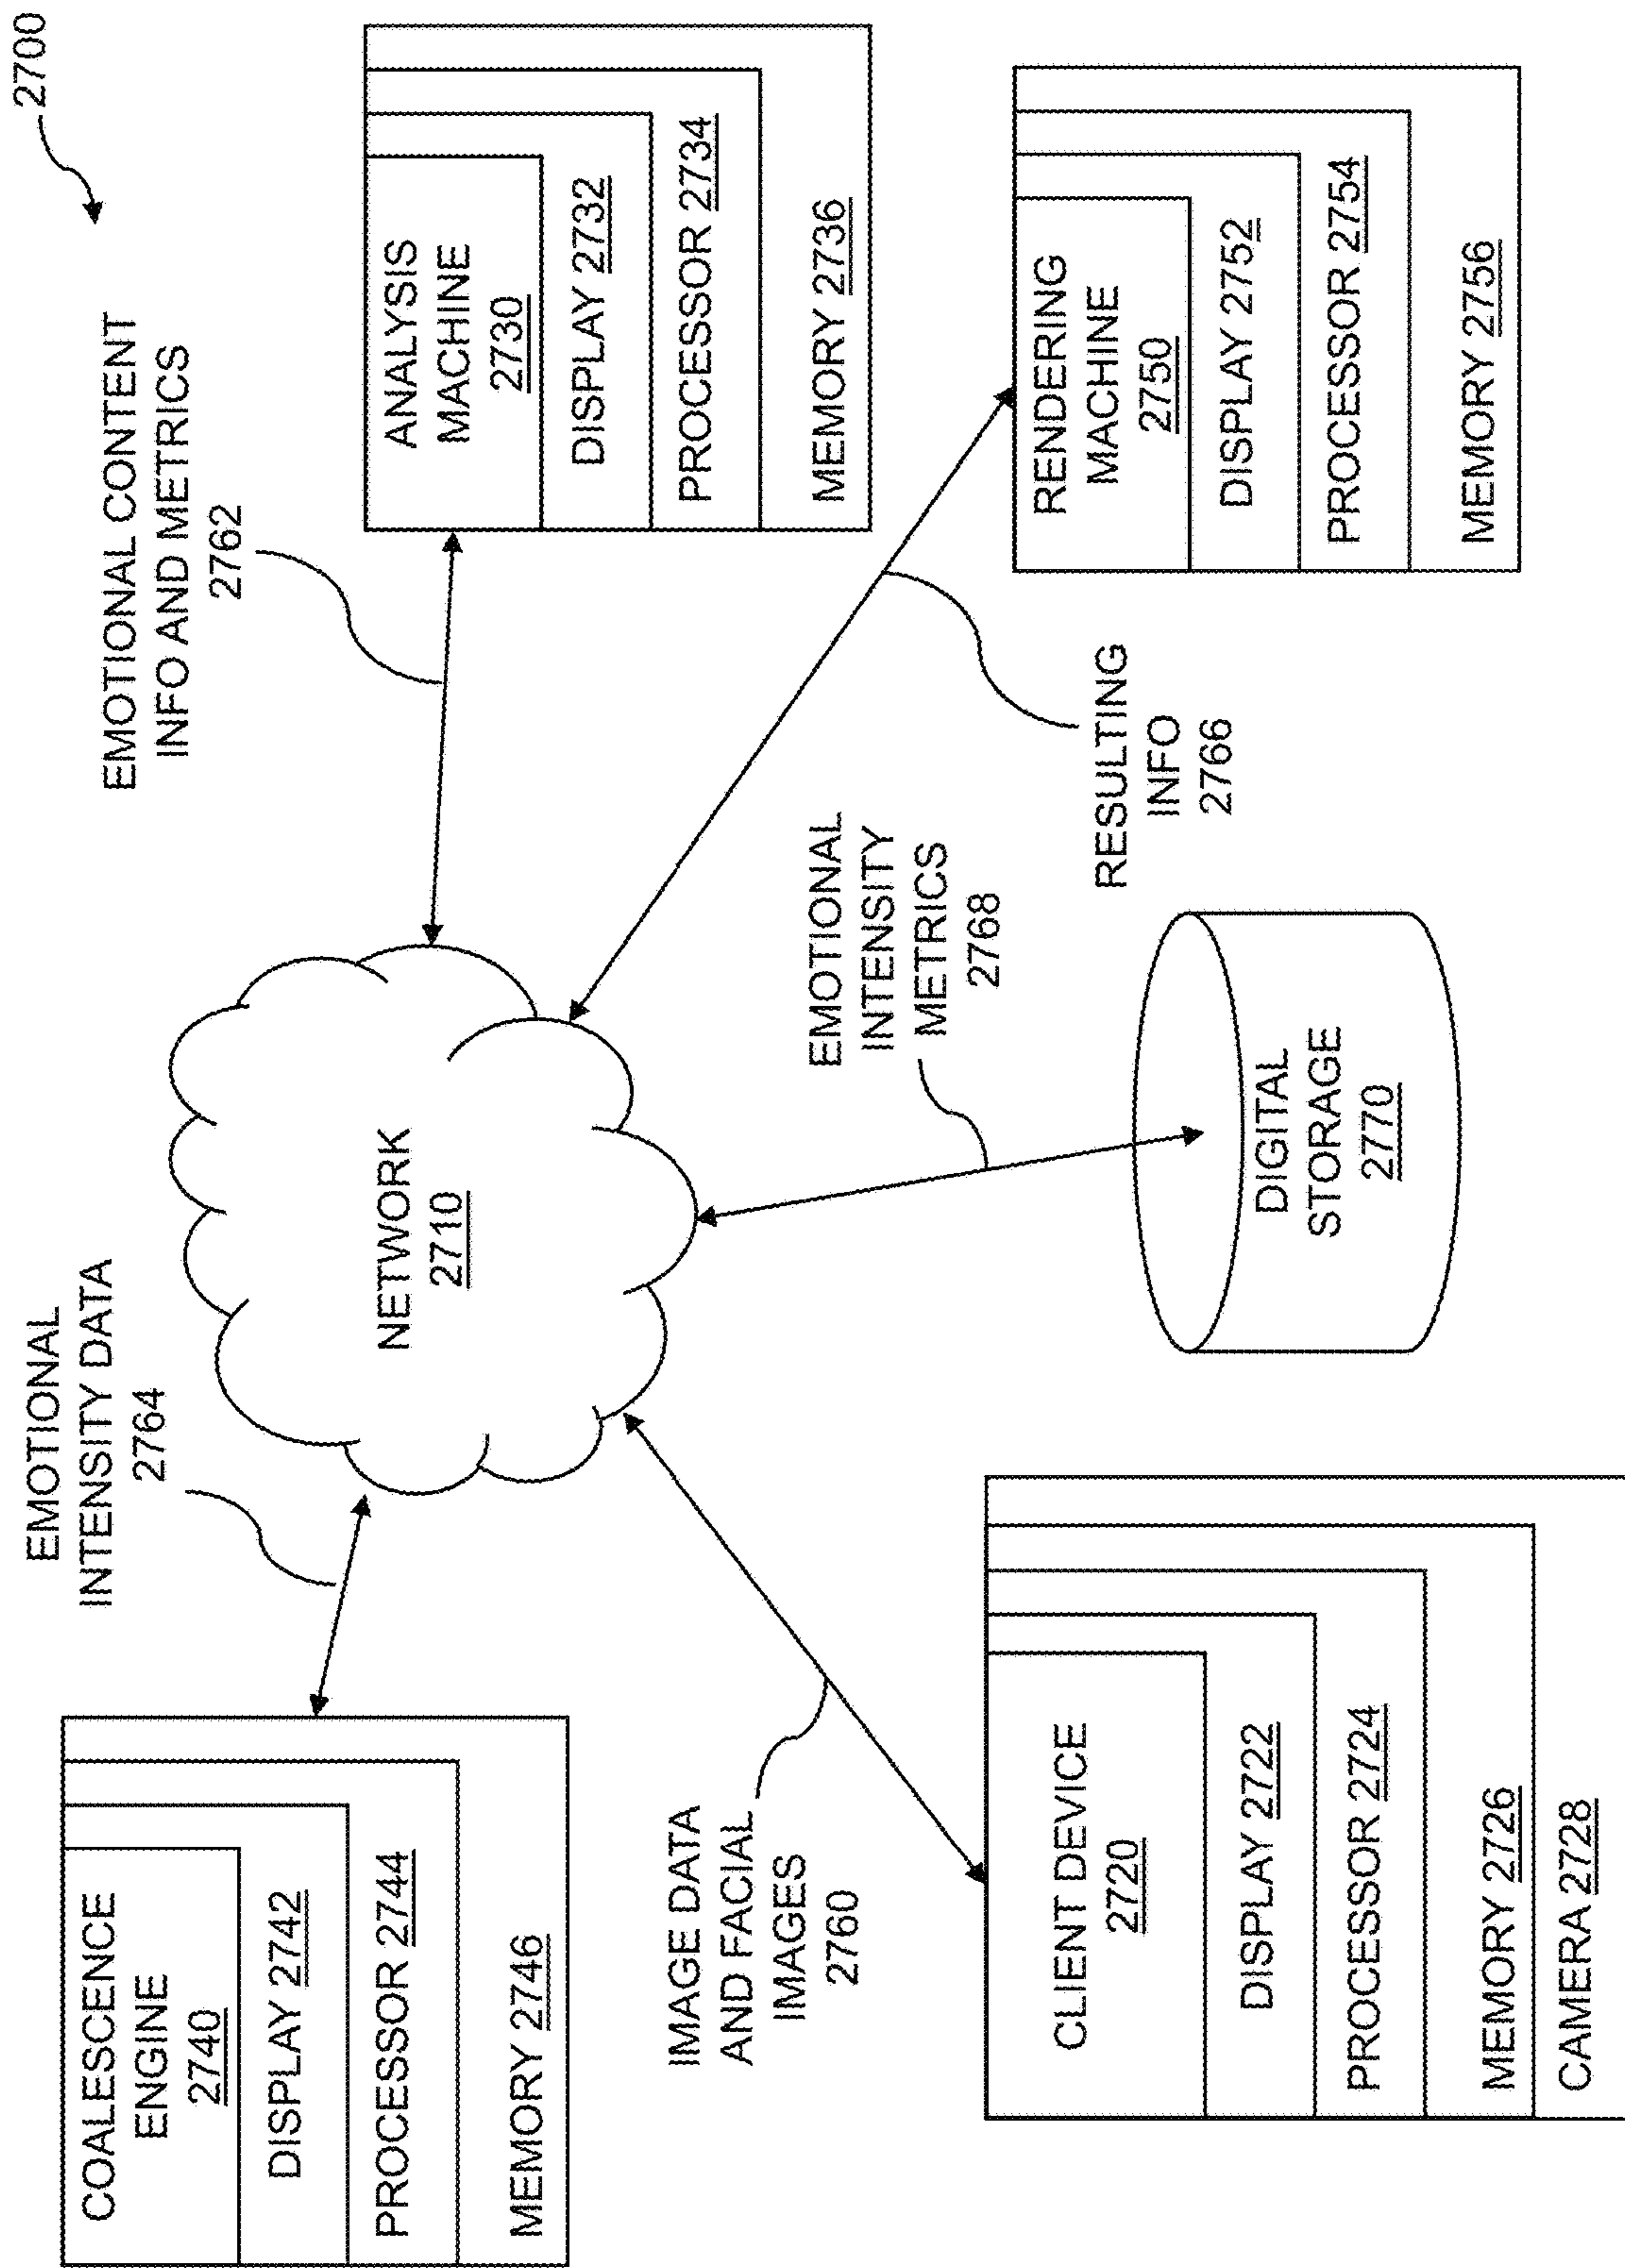 2700
EMOTIONAL
INTENSITY DATA
2764
EMOTIONAL CONTENT
INFO AND METRICS
2762
COALESCENCE
ENGINE
2740
DISPLAY 2742
PROCESSOR 2744
MEMORY 2746
NETWORK
2710
ANALYSIS
MACHINE
2730
DISPLAY 2732
PROCESSOR 2734
MEMORY 2736
IMAGE DATA
AND FACIAL
IMAGES
2760
EMOTIONAL
INTENSITY
METRICS
2768
RESULTING
INFO
2766
CLIENT DEVICE
2720
DISPLAY 2722
PROCESSOR 2724
MEMORY 2726
CAMERA 2728
DIGITAL
STORAGE
2770
RENDERING
MACHINE
2750
DISPLAY 2752
PROCESSOR 2754
MEMORY 2756